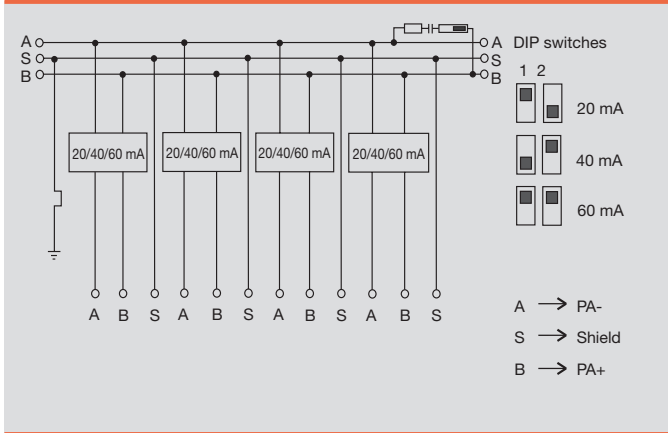 A A DIP switches
S S
B B
1 2
20 mA
20/40/60 mA 20/40/60 mA 20/40/60 mA 20/40/60 mA
40 mA
60 mA
A B S A B S A B S A B S
A → PA-
S → Shield
B → PA+